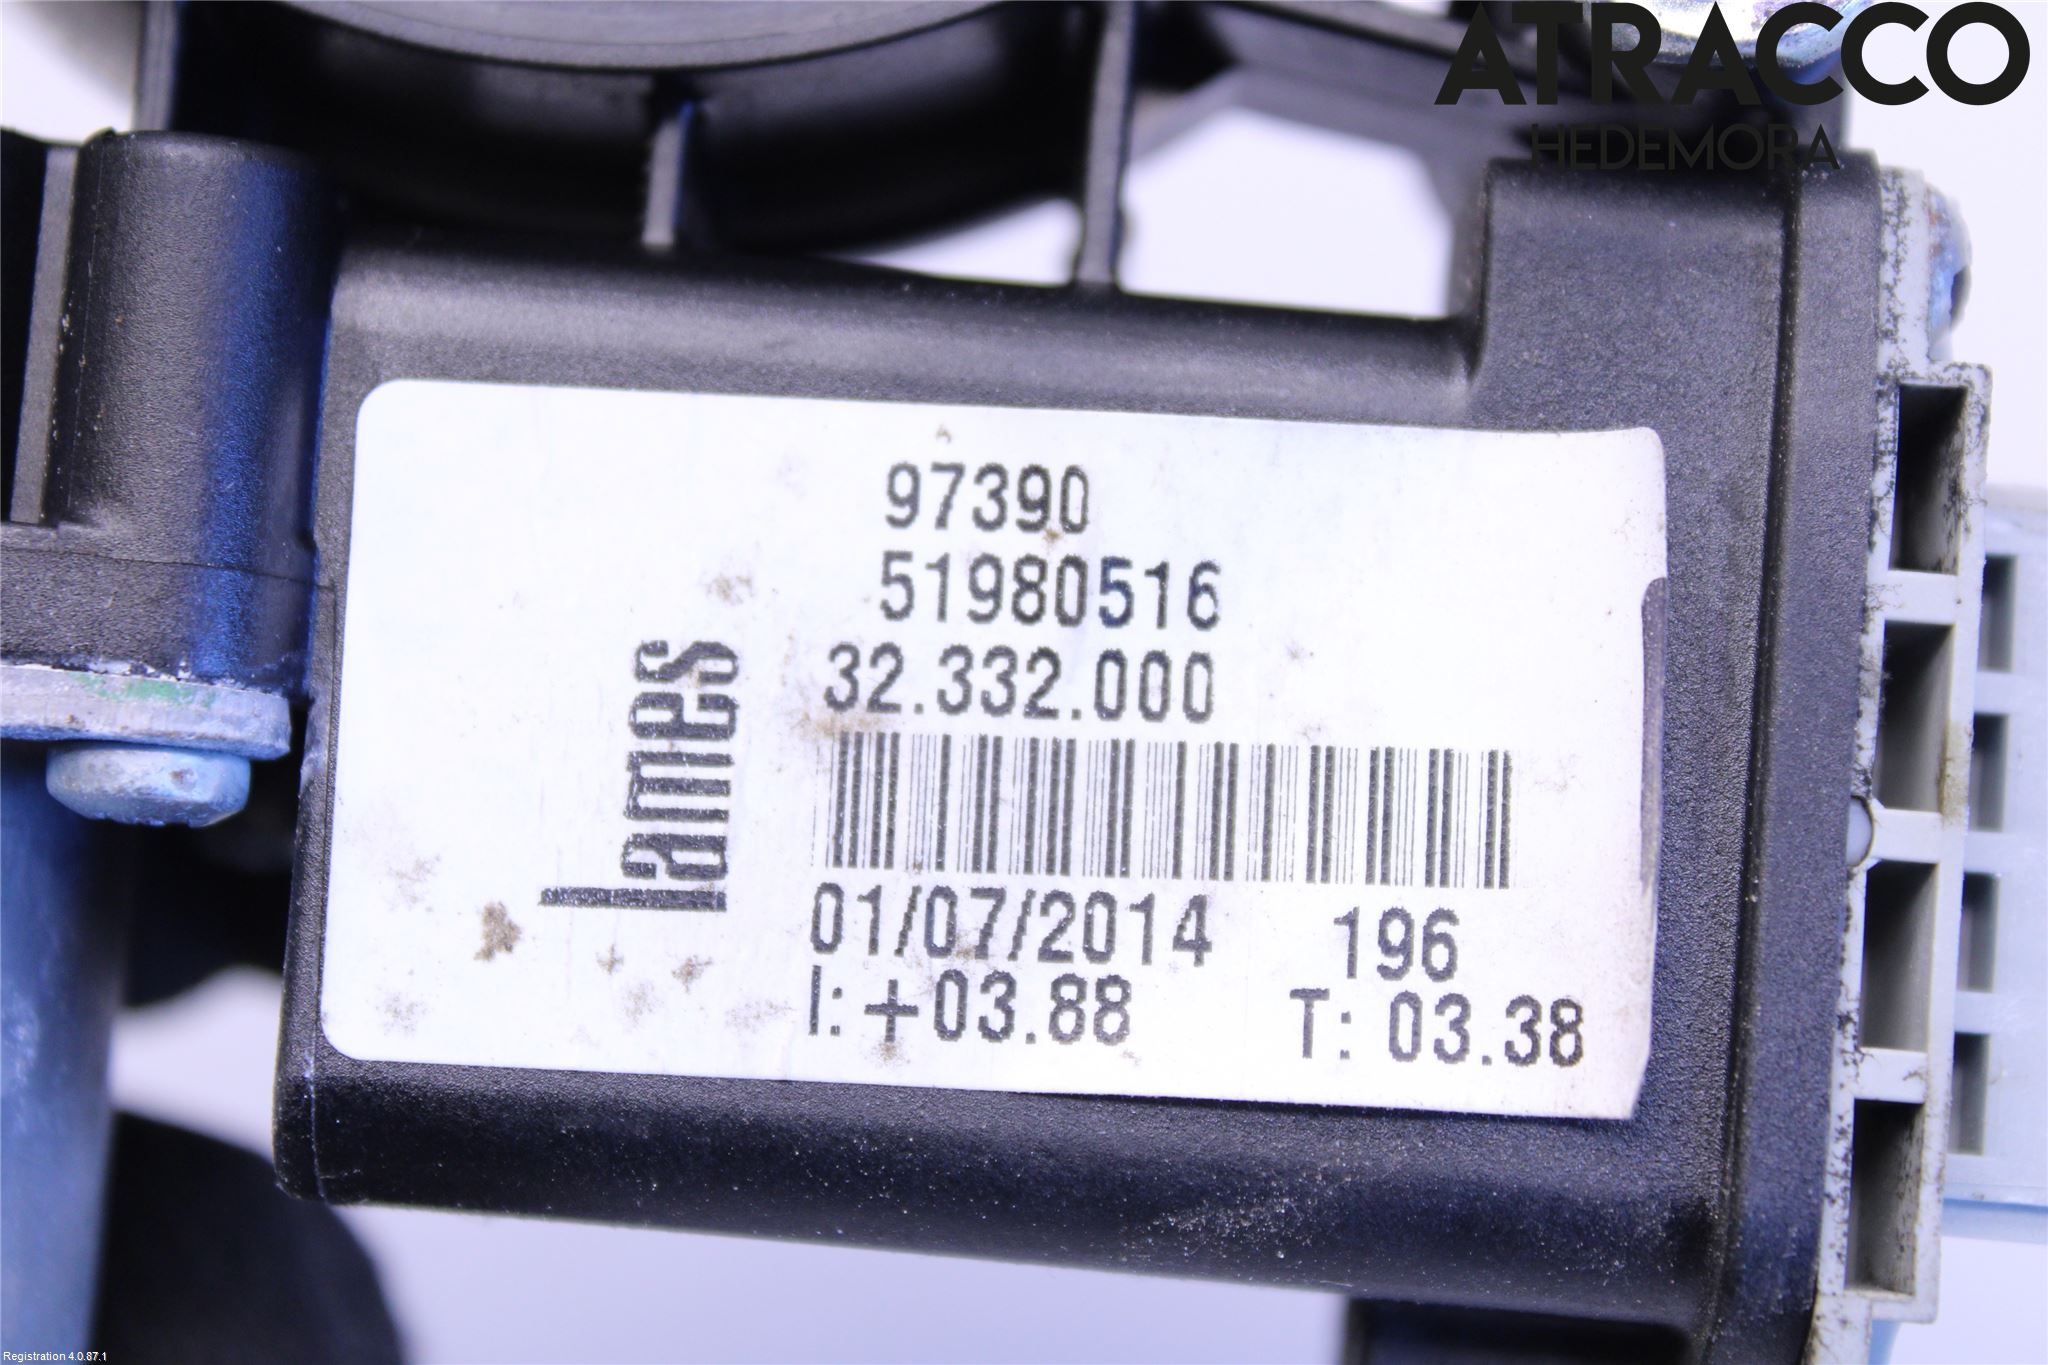 ATRACCO
HEDEMORA
97390
51980516
32.332.000
Lames
01/07/2014 196
I: +03.88 T: 03.38
Registration 4.0.87.1